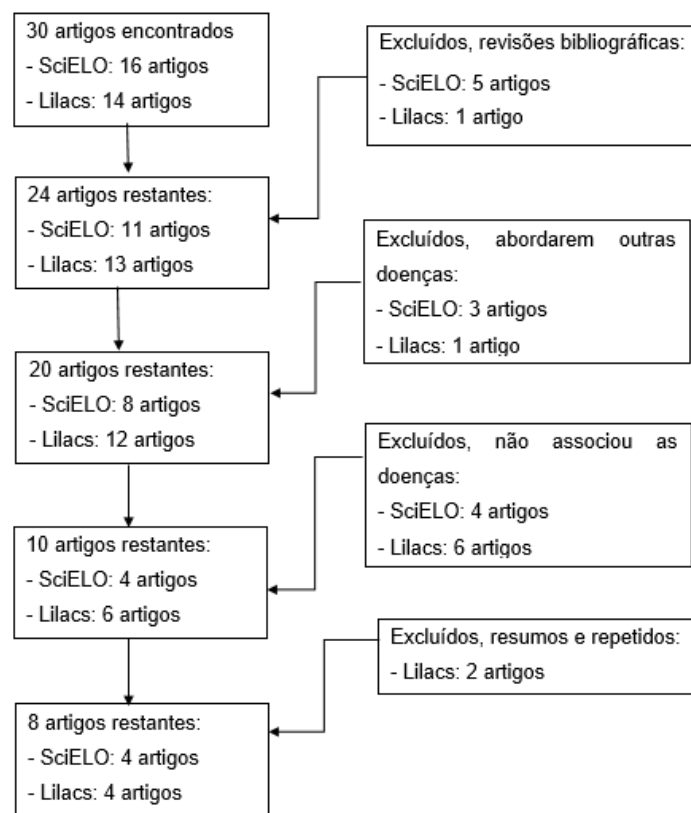 30 artigos encontrados
- SciELO: 16 artigos
- Lilacs: 14 artigos
Excluídos, revisões bibliográficas:
- SciELO: 5 artigos
- Lilacs: 1 artigo
24 artigos restantes:
- SciELO: 11 artigos
- Lilacs: 13 artigos
Excluídos, abordarem outras
doenças:
- SciELO: 3 artigos
- Lilacs: 1 artigo
20 artigos restantes:
- SciELO: 8 artigos
- Lilacs: 12 artigos
Excluídos, não associou as
doenças:
- SciELO: 4 artigos
- Lilacs: 6 artigos
10 artigos restantes:
- SciELO: 4 artigos
- Lilacs: 6 artigos
Excluídos, resumos e repetidos:
- Lilacs: 2 artigos
8 artigos restantes:
- SciELO: 4 artigos
- Lilacs: 4 artigos